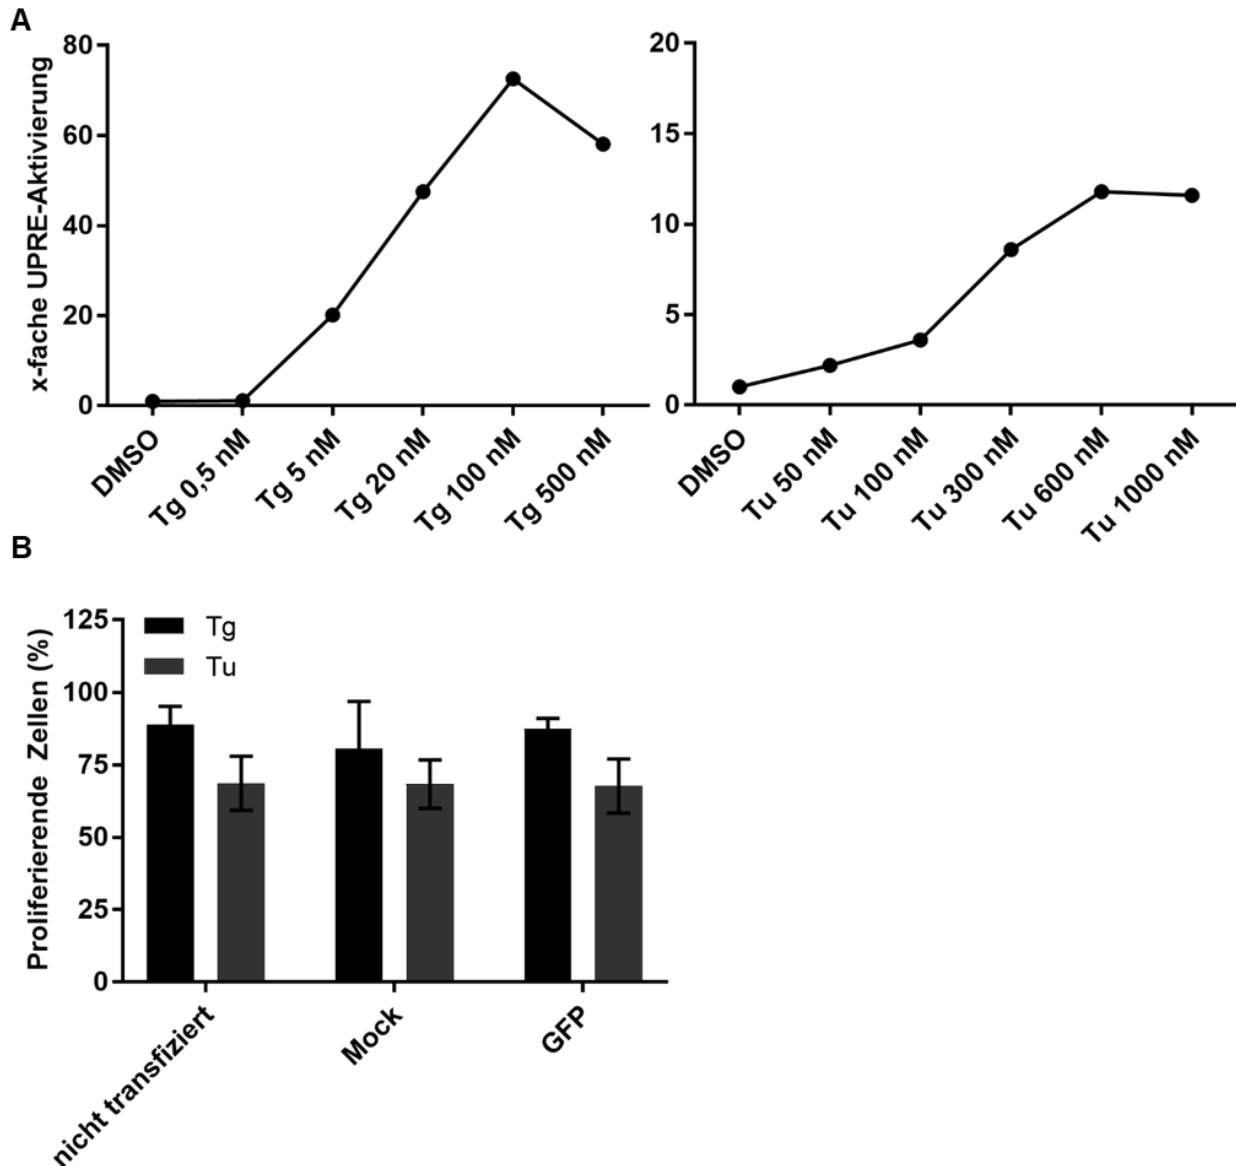 A
x-fache UPRE-Aktivierung
80
60
40
20
0
DMSO
Tg 0,5 nM
Tg 5 nM
Tg 20 nM
Tg 100 nM
Tg 500 nM
20
15
10
5
0
DMSO
Tu 50 nM
Tu 100 nM
Tu 300 nM
Tu 600 nM
Tu 1000 nM
B
Proliferierende Zellen (%)
125
100
75
50
25
0
Tg
Tu
nicht transfiziert
Mock
GFP